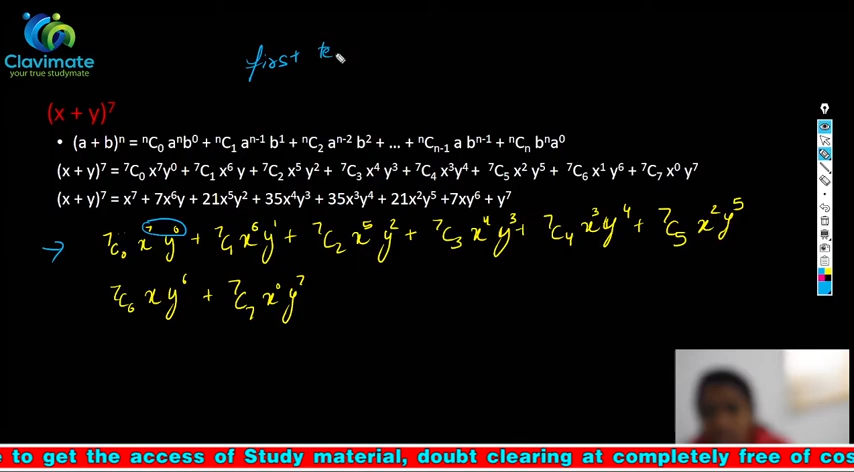 first te
Clavimate
your true studymate
(x + y)⁷
• (a + b)ⁿ = ⁿC₀ aⁿb⁰ + ⁿC₁ aⁿ⁻¹ b¹ + ⁿC₂ aⁿ⁻² b² + ... + ⁿCₙ₋₁ a bⁿ⁻¹ + ⁿCₙ bⁿa⁰
(x + y)⁷ = ⁷C₀ x⁷y⁰ + ⁷C₁ x⁶ y + ⁷C₂ x⁵ y² + ⁷C₃ x⁴ y³ + ⁷C₄ x³y⁴ + ⁷C₅ x² y⁵ + ⁷C₆ x¹ y⁶ + ⁷C₇ x⁰ y⁷
(x + y)⁷ = x⁷ + 7x⁶y + 21x⁵y² + 35x⁴y³ + 35x³y⁴ + 21x²y⁵ +7xy⁶ + y⁷
→ ⁷C₀ x⁷ y⁰ + ⁷C₁ x⁶ y¹ + ⁷C₂ x⁵ y² + ⁷C₃ x⁴ y³ + ⁷C₄ x³ y⁴ + ⁷C₅ x² y⁵
⁷C₆ x y⁶ + ⁷C₇ x⁰ y⁷
e to get the access of Study material, doubt clearing at completely free of cos